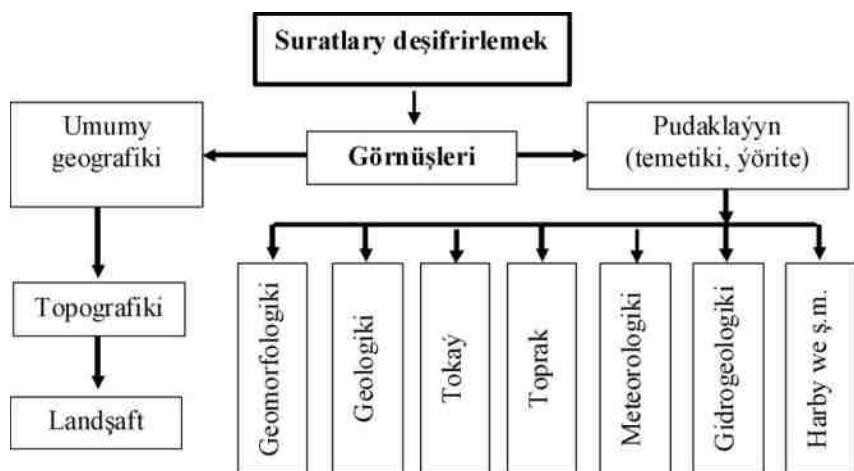 Suratlary deşifrirlemek
Umumy
geografiki
Görnüşleri
Pudaklaýyn
(temetiki, ýörite)
Topografiki
Landşaft
Geomorfologiki
Geologiki
Tokaý
Toprak
Meteorologiki
Gidrogeologiki
Harby we ş.m.